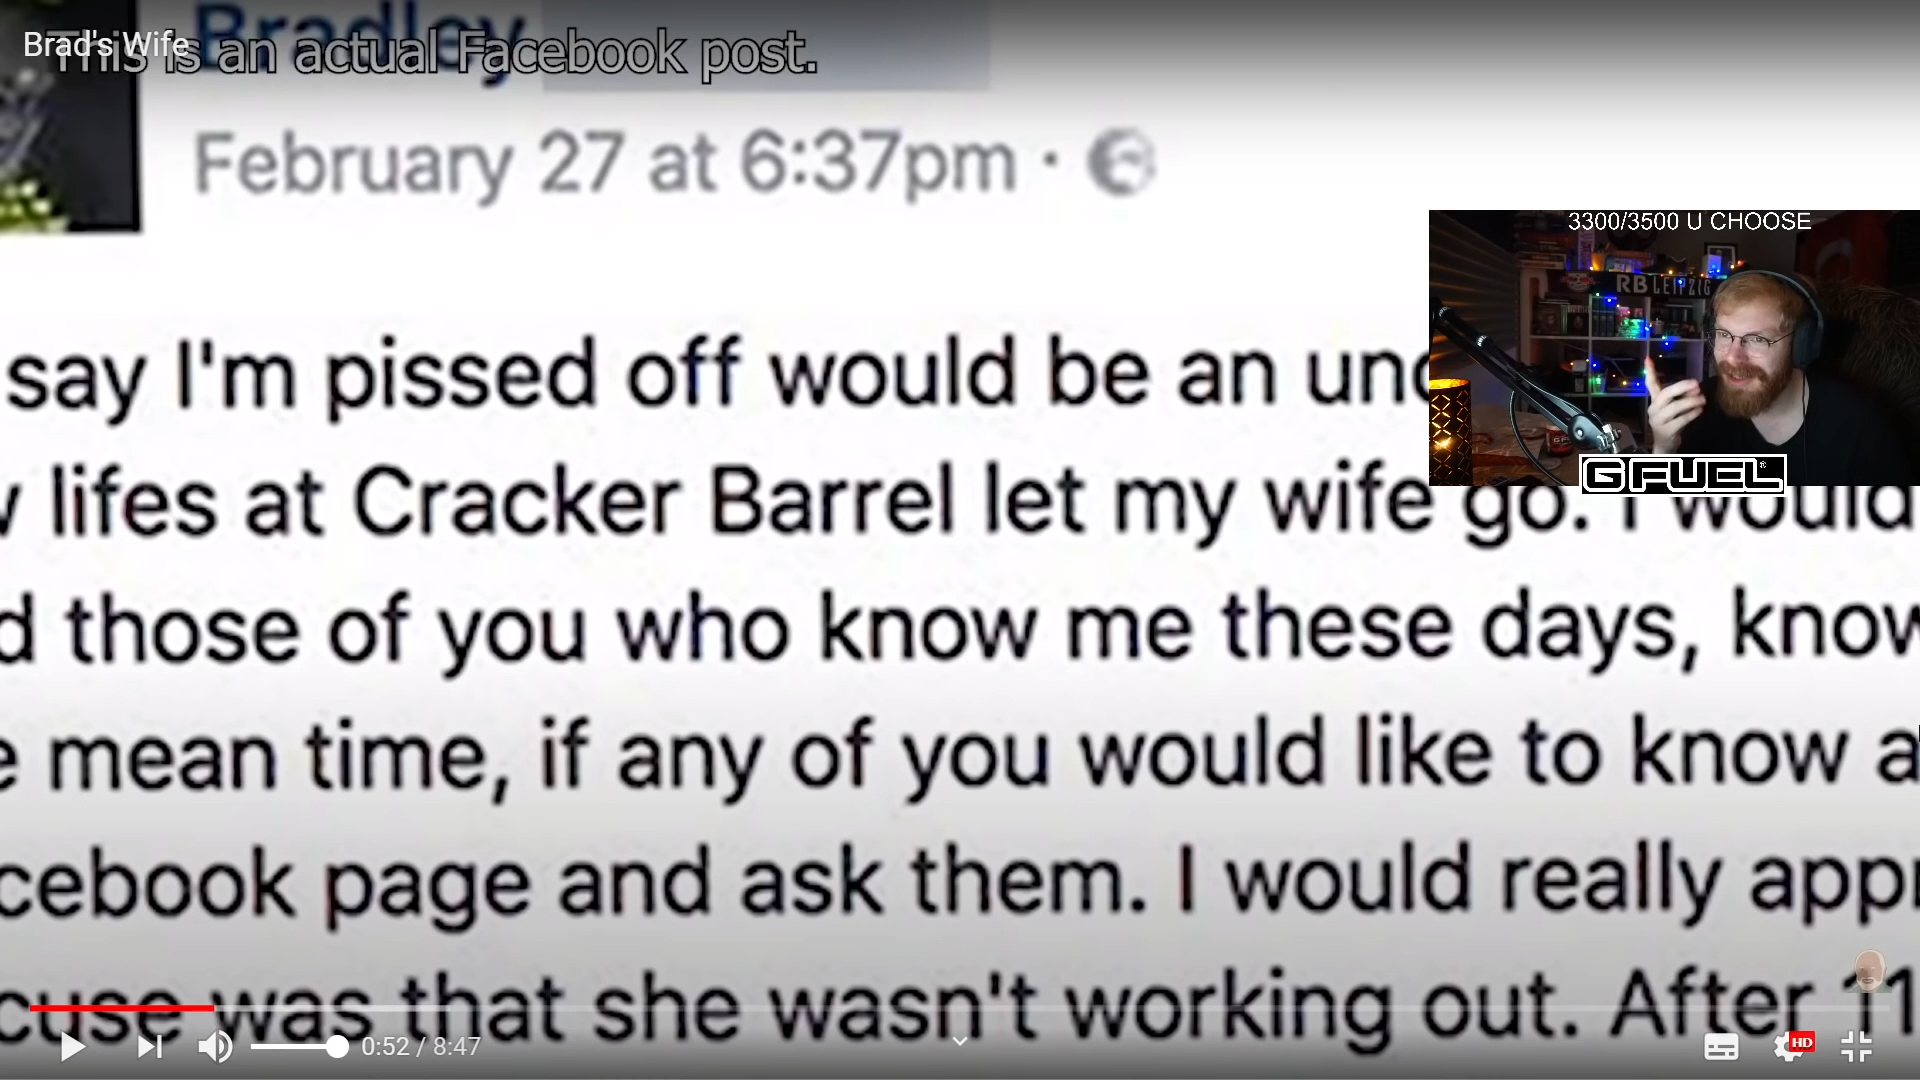 Brad's Wife
This is an actual Facebook post.
Bradley
February 27 at 6:37pm ·
3300/3500 U CHOOSE
RB LEIPZIG
say I'm pissed off would be an und
w lifes at Cracker Barrel let my wife go. I would
GFUEL
d those of you who know me these days, know
e mean time, if any of you would like to know a
cebook page and ask them. I would really appr
cuse was that she wasn't working out. After 11
0:52 / 8:47
HD